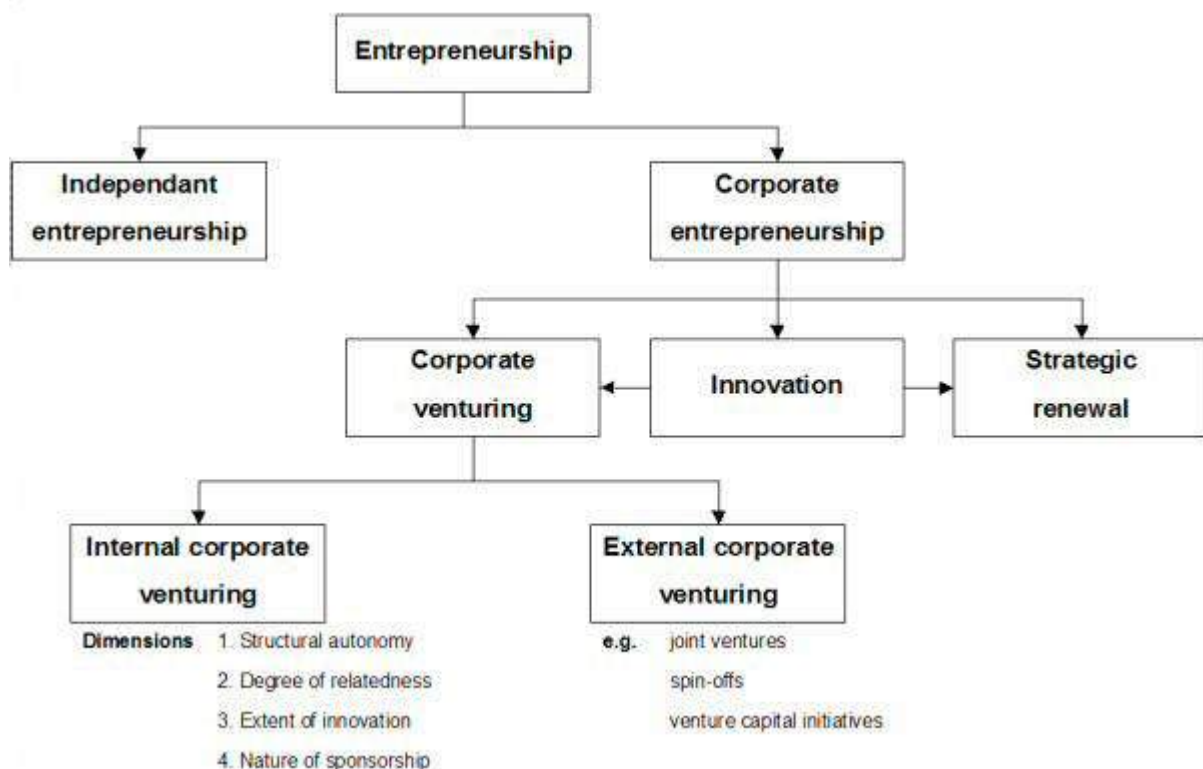 Entrepreneurship
Independant
entrepreneurship
Corporate
entrepreneurship
Corporate
venturing
Innovation
Strategic
renewal
Internal corporate
venturing
External corporate
venturing
Dimensions 1. Structural autonomy
2. Degree of relatedness
3. Extent of innovation
4. Nature of sponsorship
e.g. joint ventures
spin-offs
venture capital initiatives